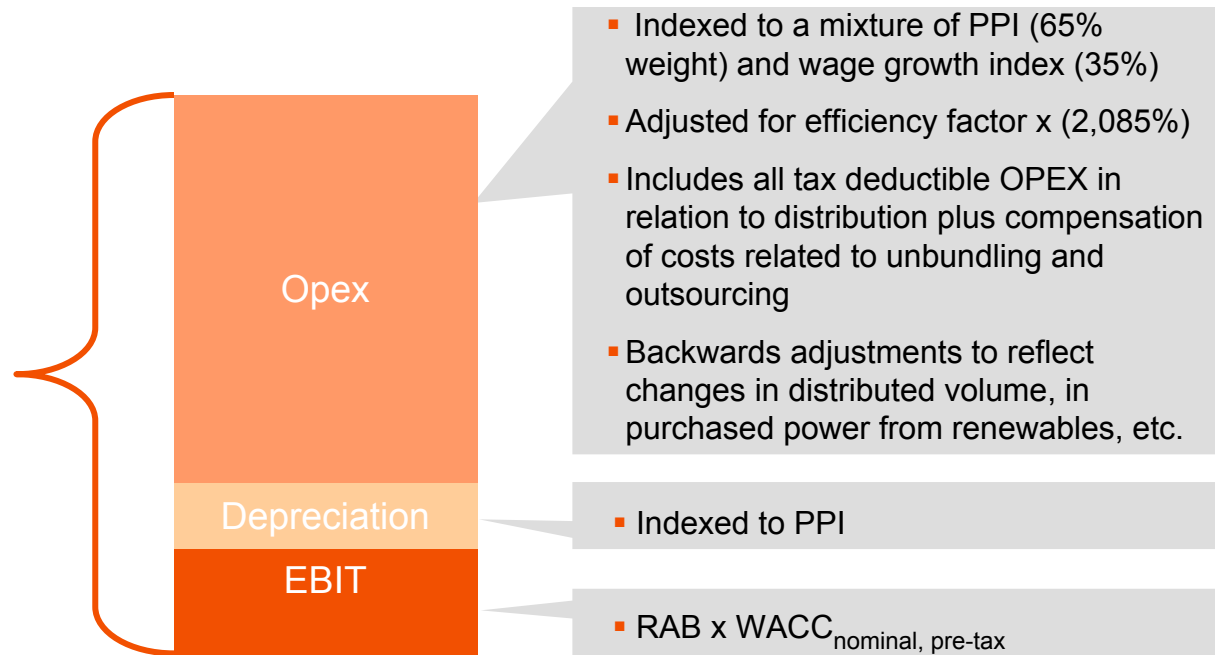 ▪ Indexed to a mixture of PPI (65%
weight) and wage growth index (35%)
▪ Adjusted for efficiency factor x (2,085%)
▪ Includes all tax deductible OPEX in
relation to distribution plus compensation
of costs related to unbundling and
outsourcing
▪ Backwards adjustments to reflect
changes in distributed volume, in
purchased power from renewables, etc.
Opex
Depreciation
▪ Indexed to PPI
EBIT
▪ RAB x WACCnominal, pre-tax